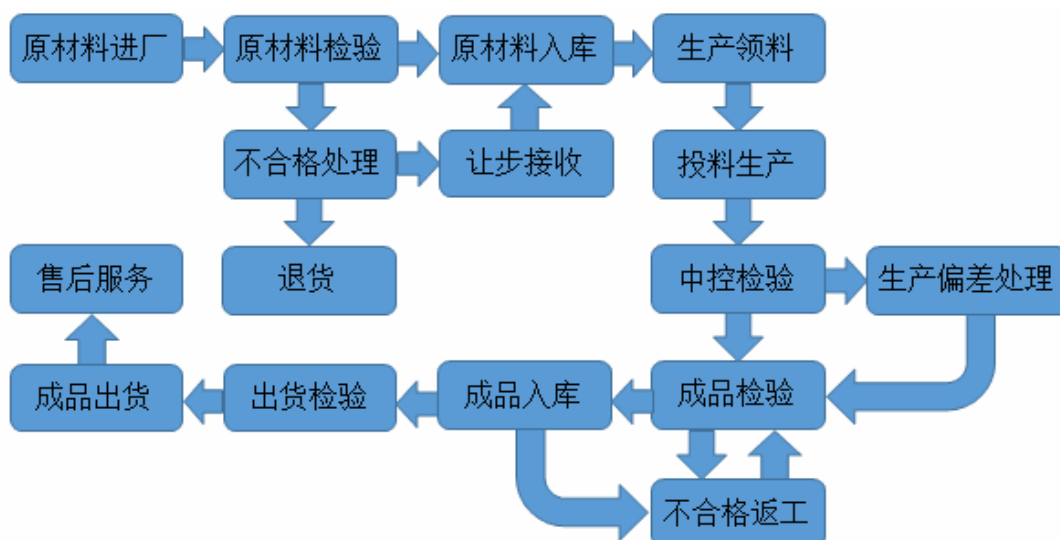 原材料进厂
原材料检验
原材料入库
生产领料
不合格处理
让步接收
投料生产
售后服务
退货
中控检验
生产偏差处理
成品出货
出货检验
成品入库
成品检验
不合格返工